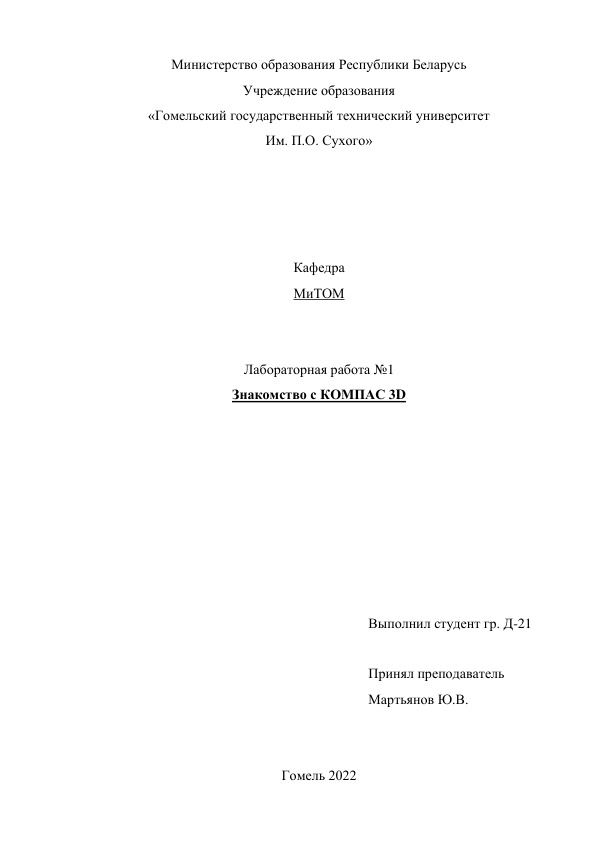 Министерство образования Республики Беларусь
Учреждение образования
«Гомельский государственный технический университет
Им. П.О. Сухого»
Кафедра
МиТОМ
Лабораторная работа №1
Знакомство с КОМПАС 3D
Выполнил студент гр. Д-21
Принял преподаватель
Мартьянов Ю.В.
Гомель 2022